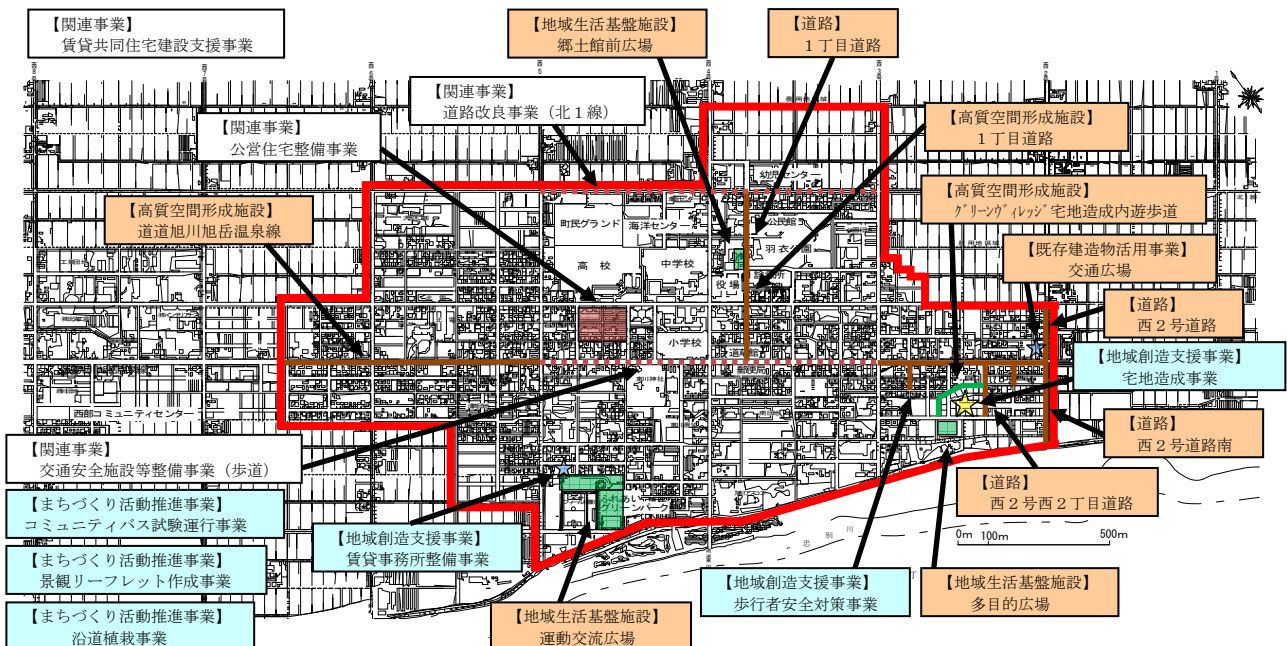 【関連事業】
賃貸共同住宅建設支援事業
【地域生活基盤施設】
郷土館前広場
【道路】
１丁目道路
【関連事業】
道路改良事業（北１線）
【関連事業】
公営住宅整備事業
【高質空間形成施設】
１丁目道路
【高質空間形成施設】
道道旭川旭岳温泉線
【高質空間形成施設】
グリーンヴィレッジ宅地造成内遊歩道
【既存建造物活用事業】
交通広場
【道路】
西２号道路
【地域創造支援事業】
宅地造成事業
【道路】
西２号道路南
【道路】
西２号西２丁目道路
【関連事業】
交通安全施設等整備事業（歩道）
【まちづくり活動推進事業】
コミュニティバス試験運行事業
【まちづくり活動推進事業】
景観リーフレット作成事業
【まちづくり活動推進事業】
沿道植栽事業
【地域創造支援事業】
賃貸事務所整備事業
【地域生活基盤施設】
運動交流広場
【地域創造支援事業】
歩行者安全対策事業
【地域生活基盤施設】
多目的広場
幼児センター
町民グランド
海洋センター
公民館
羽衣公園
高校
中学校
役場
小学校
道草館
郵便局
東川神社
西部コミュニティセンター
ふれあい
グリーンパーク
忠別川
0m 100m 500m